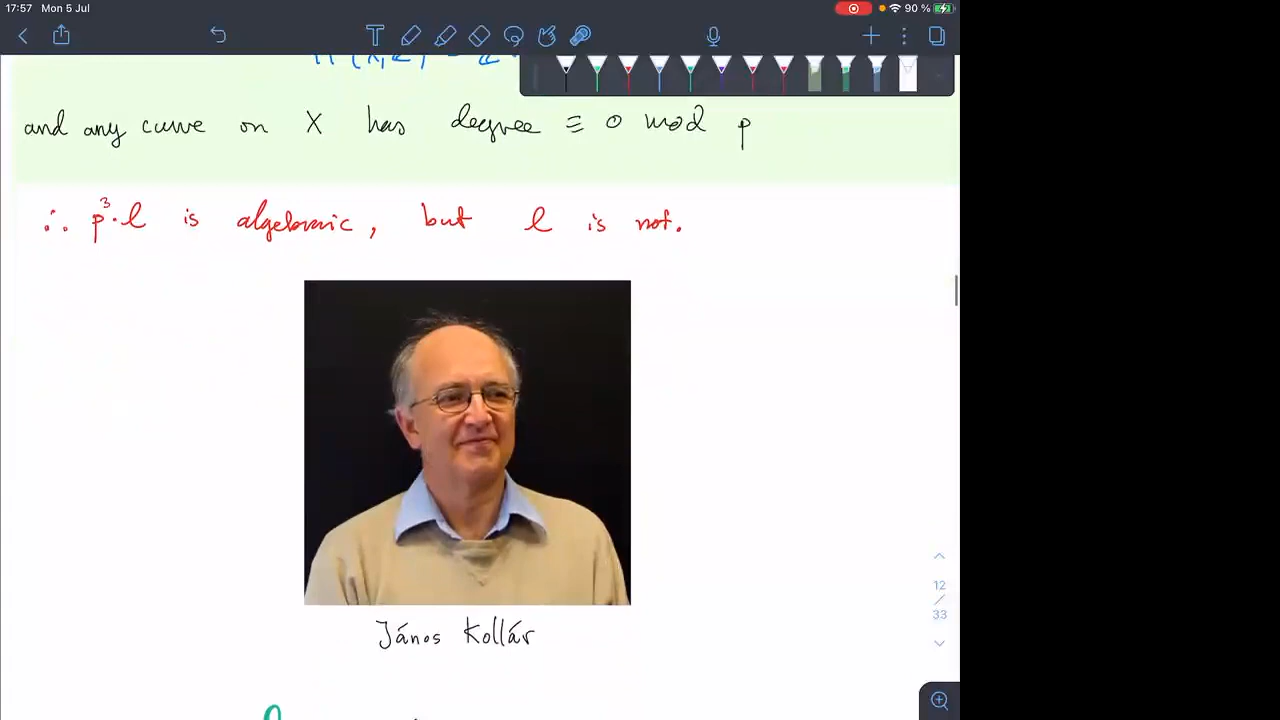 17:57 Mon 5 Jul
90 %
and any curve on X has degree ≡ 0 mod p
∴ p³·l is algebraic, but l is not.
János Kollár
12
/
33